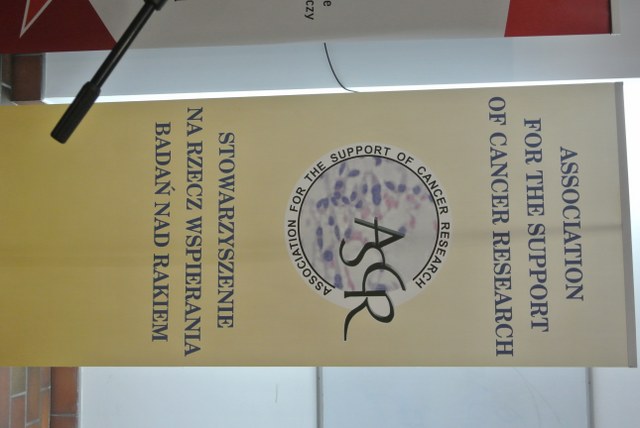 ASSOCIATION
FOR THE SUPPORT
OF CANCER RESEARCH
ASSOCIATION FOR THE SUPPORT OF CANCER RESEARCH
ASCR
STOWARZYSZENIE
NA RZECZ WSPIERANIA
BADAŃ NAD RAKIEM